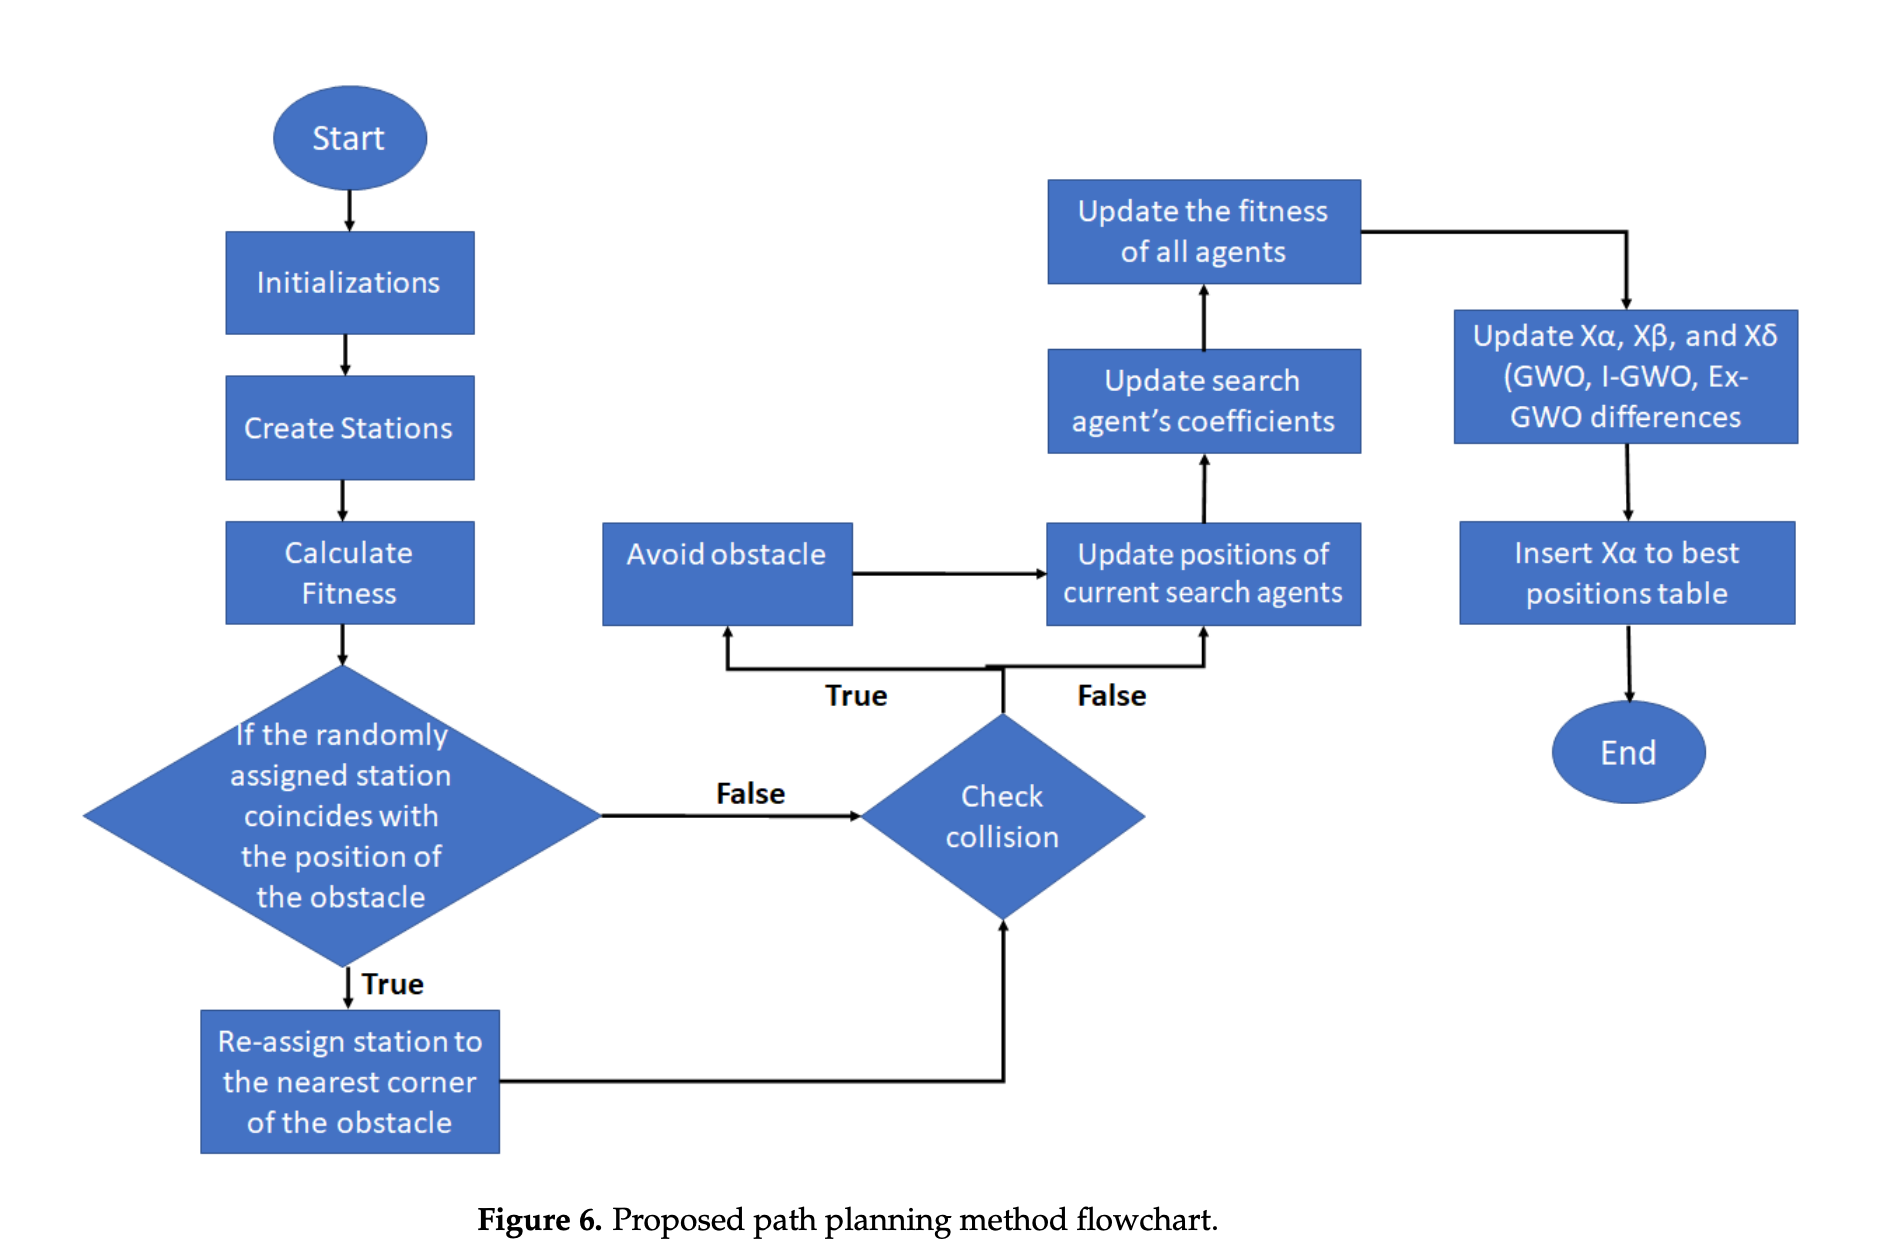 Start
Initializations
Create Stations
Calculate
Fitness
If the randomly
assigned station
coincides with
the position of
the obstacle
True
Re-assign station to
the nearest corner
of the obstacle
False
Check
collision
True
False
Avoid obstacle
Update positions of
current search agents
Update search
agent’s coefficients
Update the fitness
of all agents
Update Xα, Xβ, and Xδ
(GWO, I-GWO, Ex-
GWO differences
Insert Xα to best
positions table
End
Figure 6. Proposed path planning method flowchart.